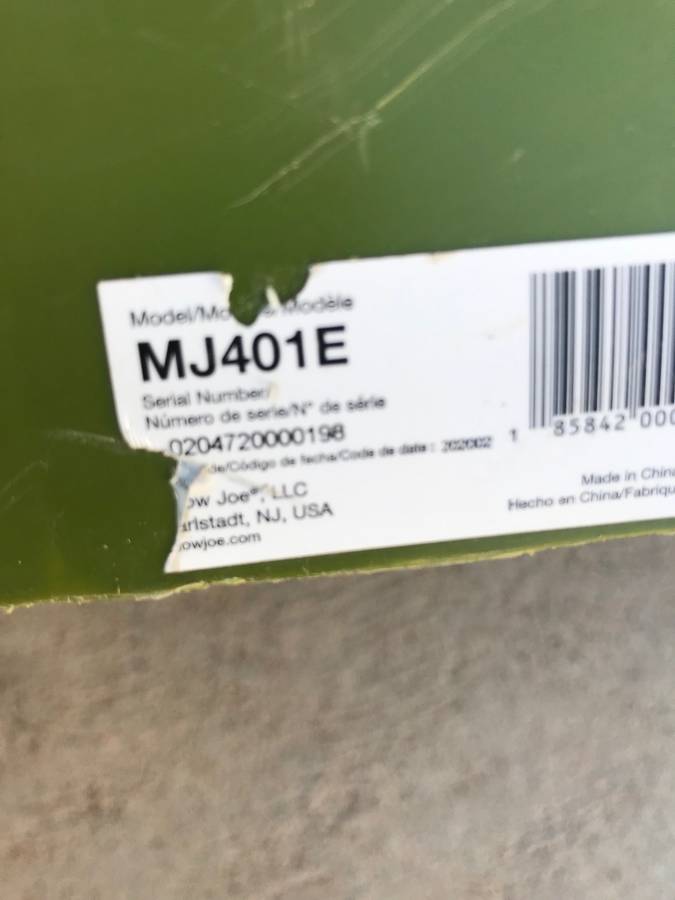 Model/Mo Modèle
MJ401E
Serial Number/
Número de serie/N° de série
0204720000198
de/Código de fecha/Code de date : 202002
ow Joe®, LLC
arlstadt, NJ, USA
owjoe.com
1 85842 000
Made in China
Hecho en China/Fabriqu